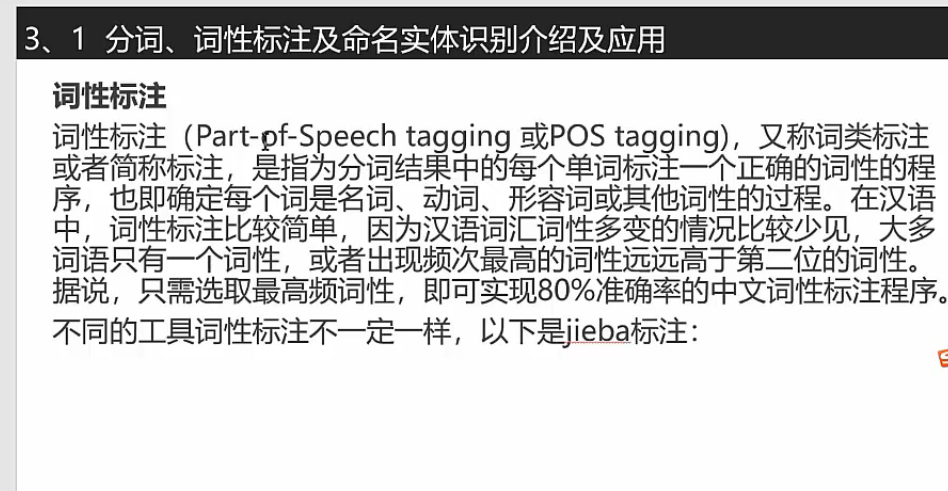 3、1 分词、词性标注及命名实体识别介绍及应用
词性标注
词性标注（Part-of-Speech tagging 或POS tagging)，又称词类标注
或者简称标注，是指为分词结果中的每个单词标注一个正确的词性的程
序，也即确定每个词是名词、动词、形容词或其他词性的过程。在汉语
中，词性标注比较简单，因为汉语词汇词性多变的情况比较少见，大多
词语只有一个词性，或者出现频次最高的词性远远高于第二位的词性。
据说，只需选取最高频词性，即可实现80%准确率的中文词性标注程序。
不同的工具词性标注不一定一样，以下是jieba标注：